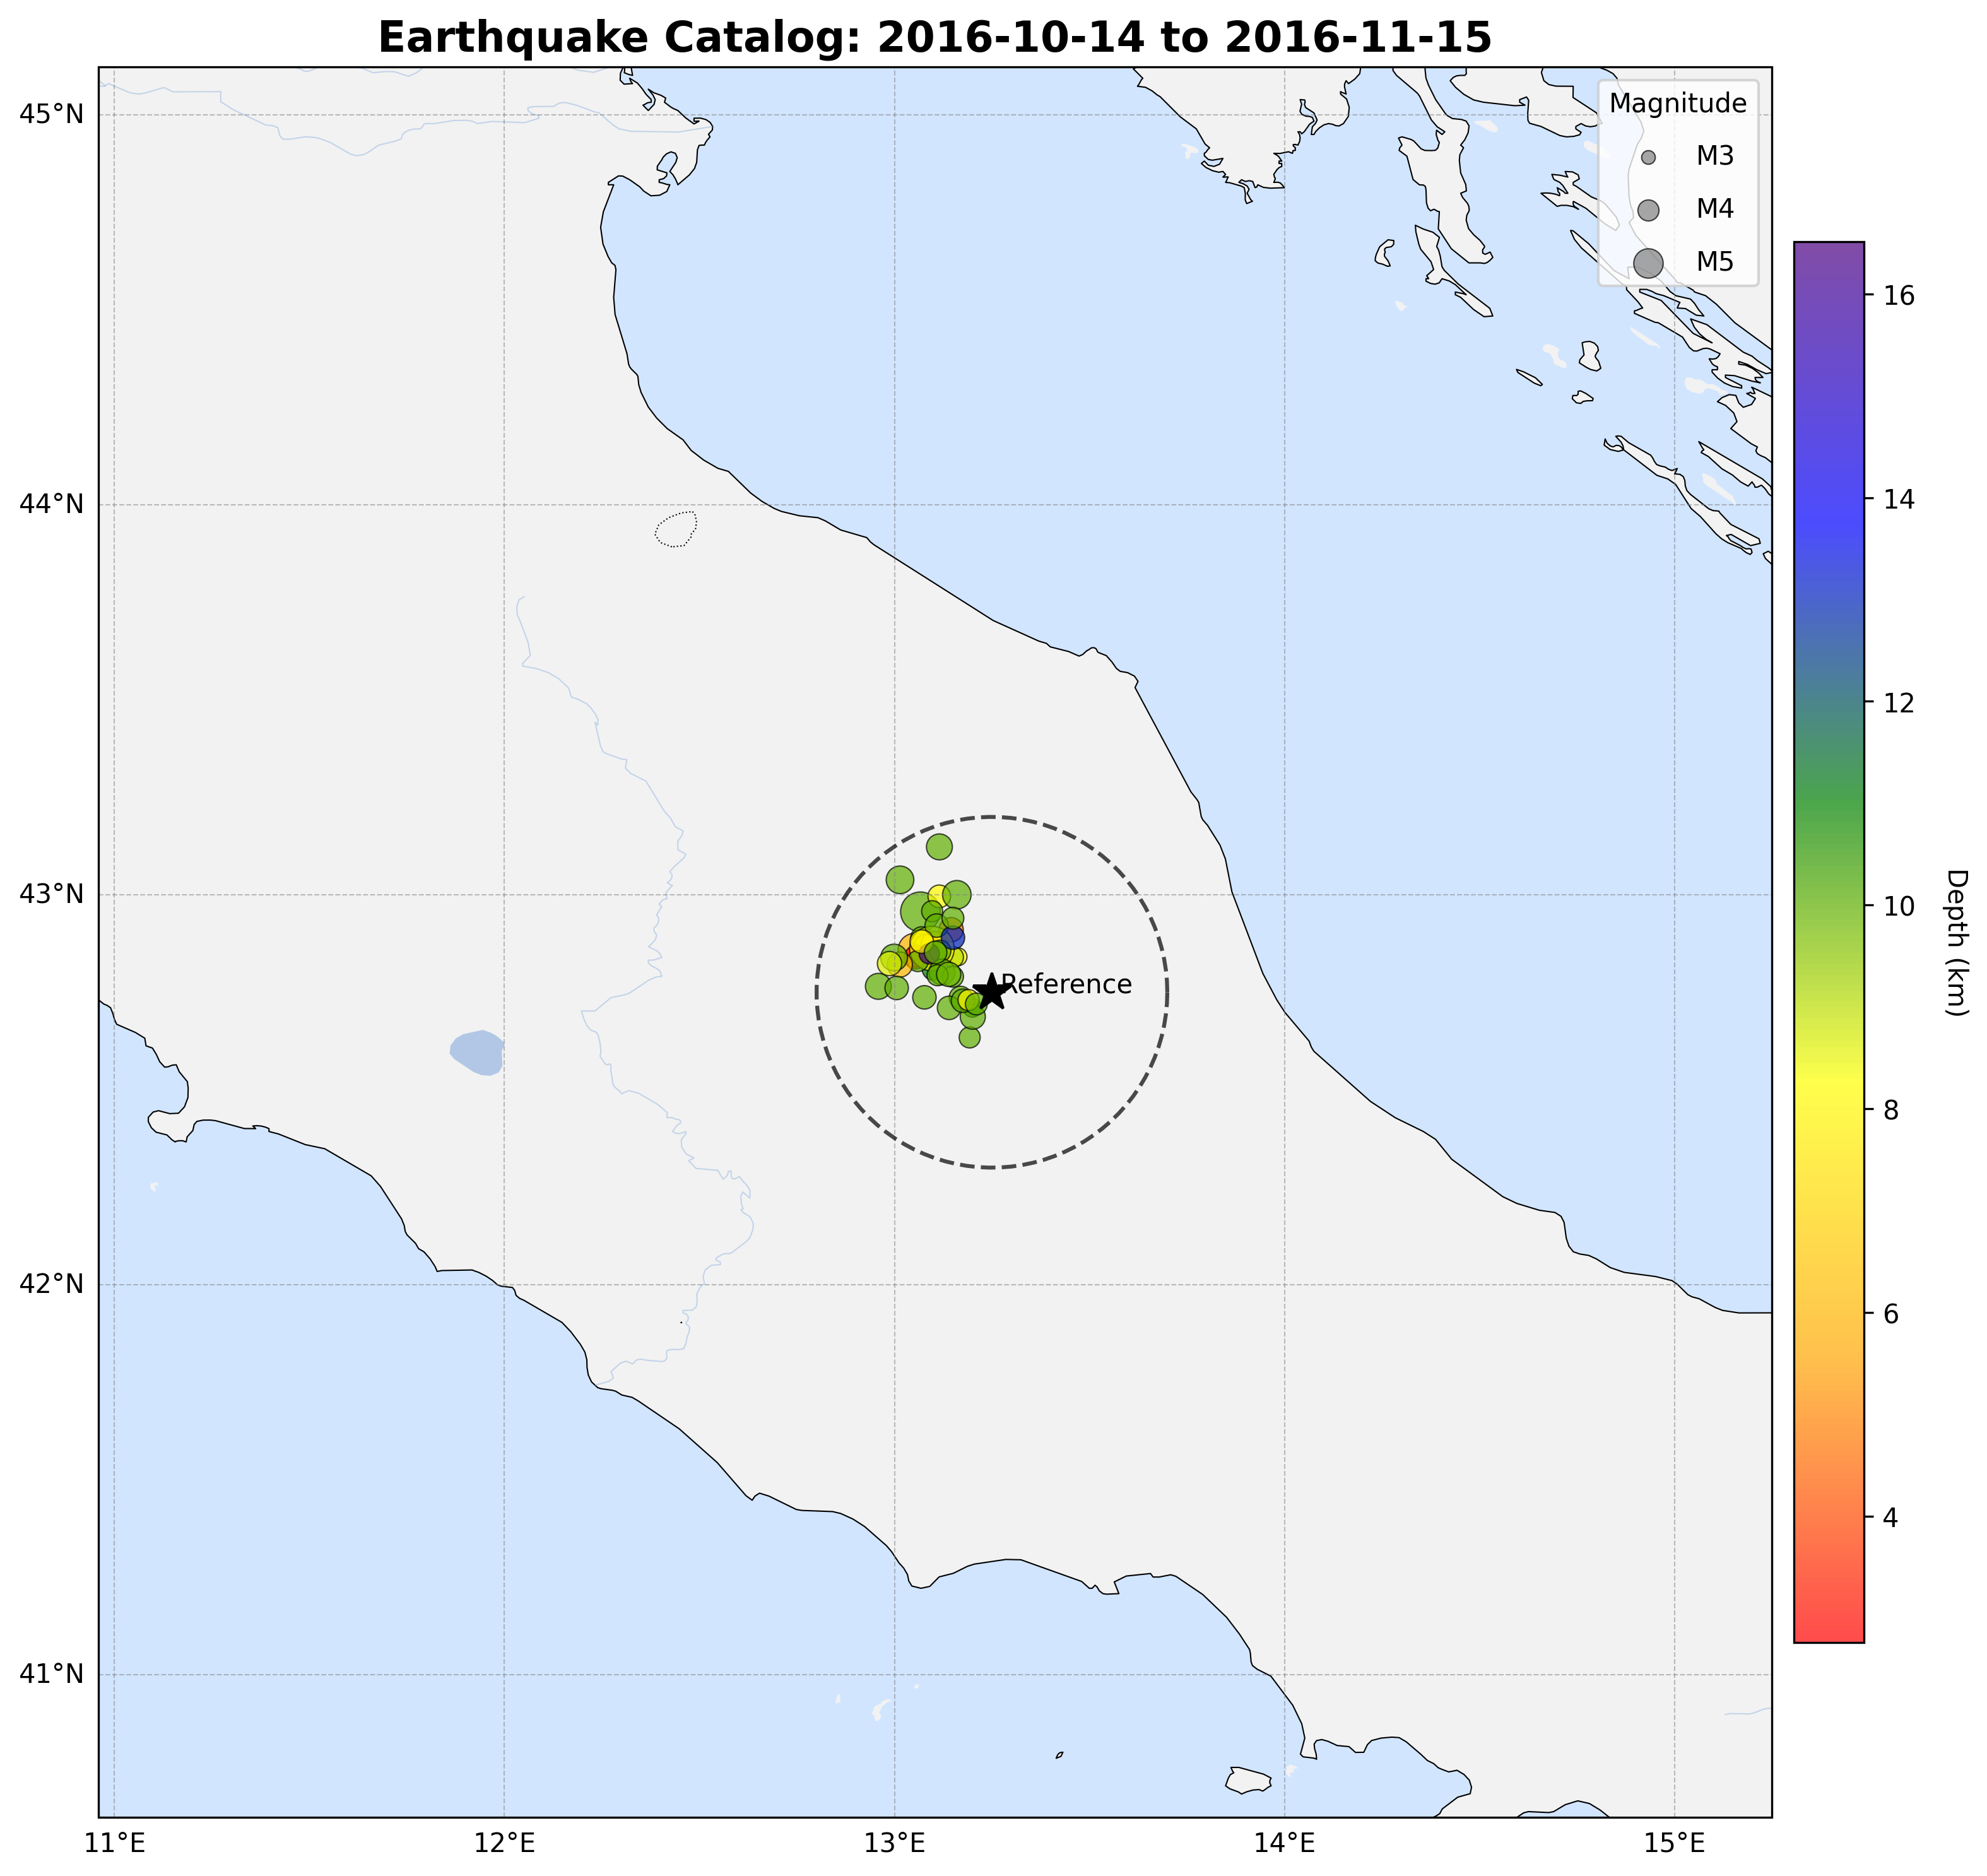 Earthquake Catalog: 2016-10-14 to 2016-11-15
45°N
44°N
43°N
42°N
41°N
11°E
12°E
13°E
14°E
15°E
Magnitude
M3
M4
M5
Reference
16
14
12
10
8
6
4
Depth (km)